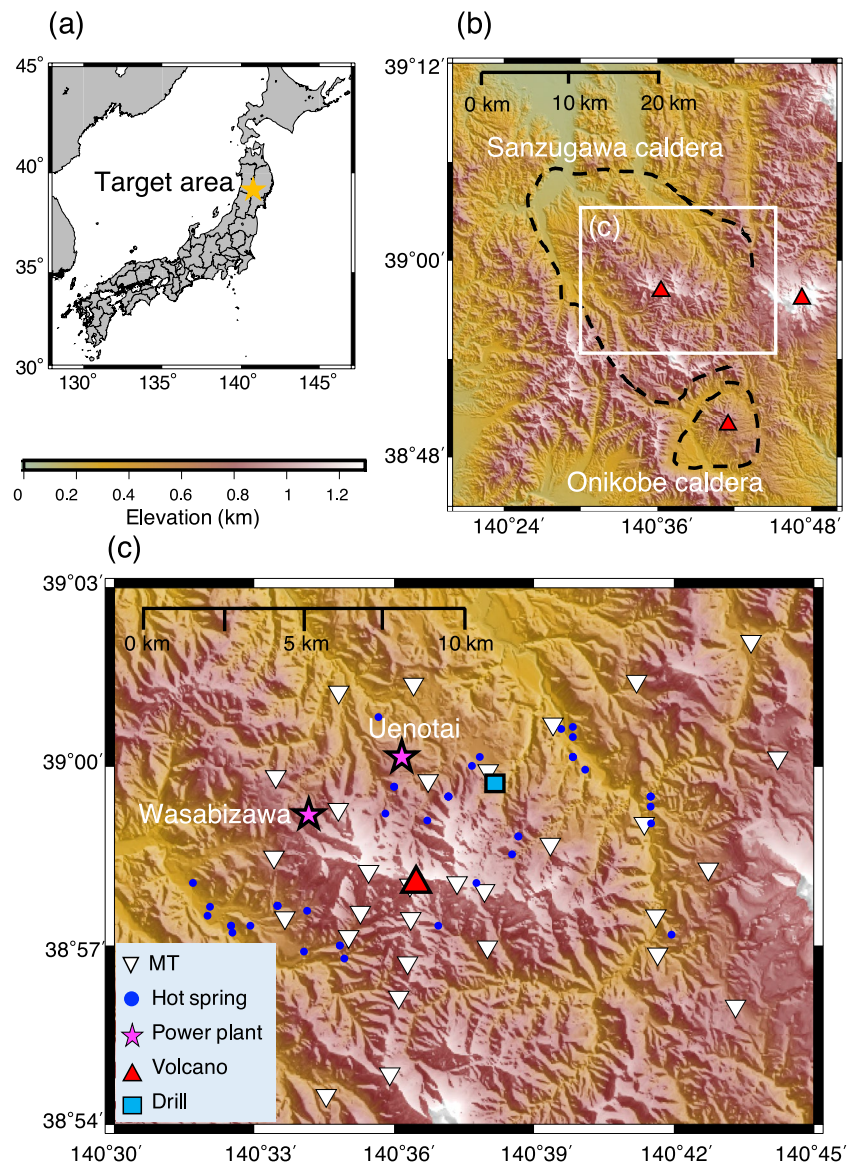 (a)
45°
40°
35°
30°
130°
135°
140°
145°
Target area
0
0.2
0.4
0.6
0.8
1
1.2
Elevation (km)
(b)
39°12′
39°00′
38°48′
140°24′
140°36′
140°48′
0 km
10 km
20 km
Sanzugawa caldera
(c)
Onikobe caldera
(c)
39°03′
39°00′
38°57′
38°54′
0 km
5 km
10 km
Uenotai
Wasabizawa
MT
Hot spring
Power plant
Volcano
Drill
140°30′
140°33′
140°36′
140°39′
140°42′
140°45′